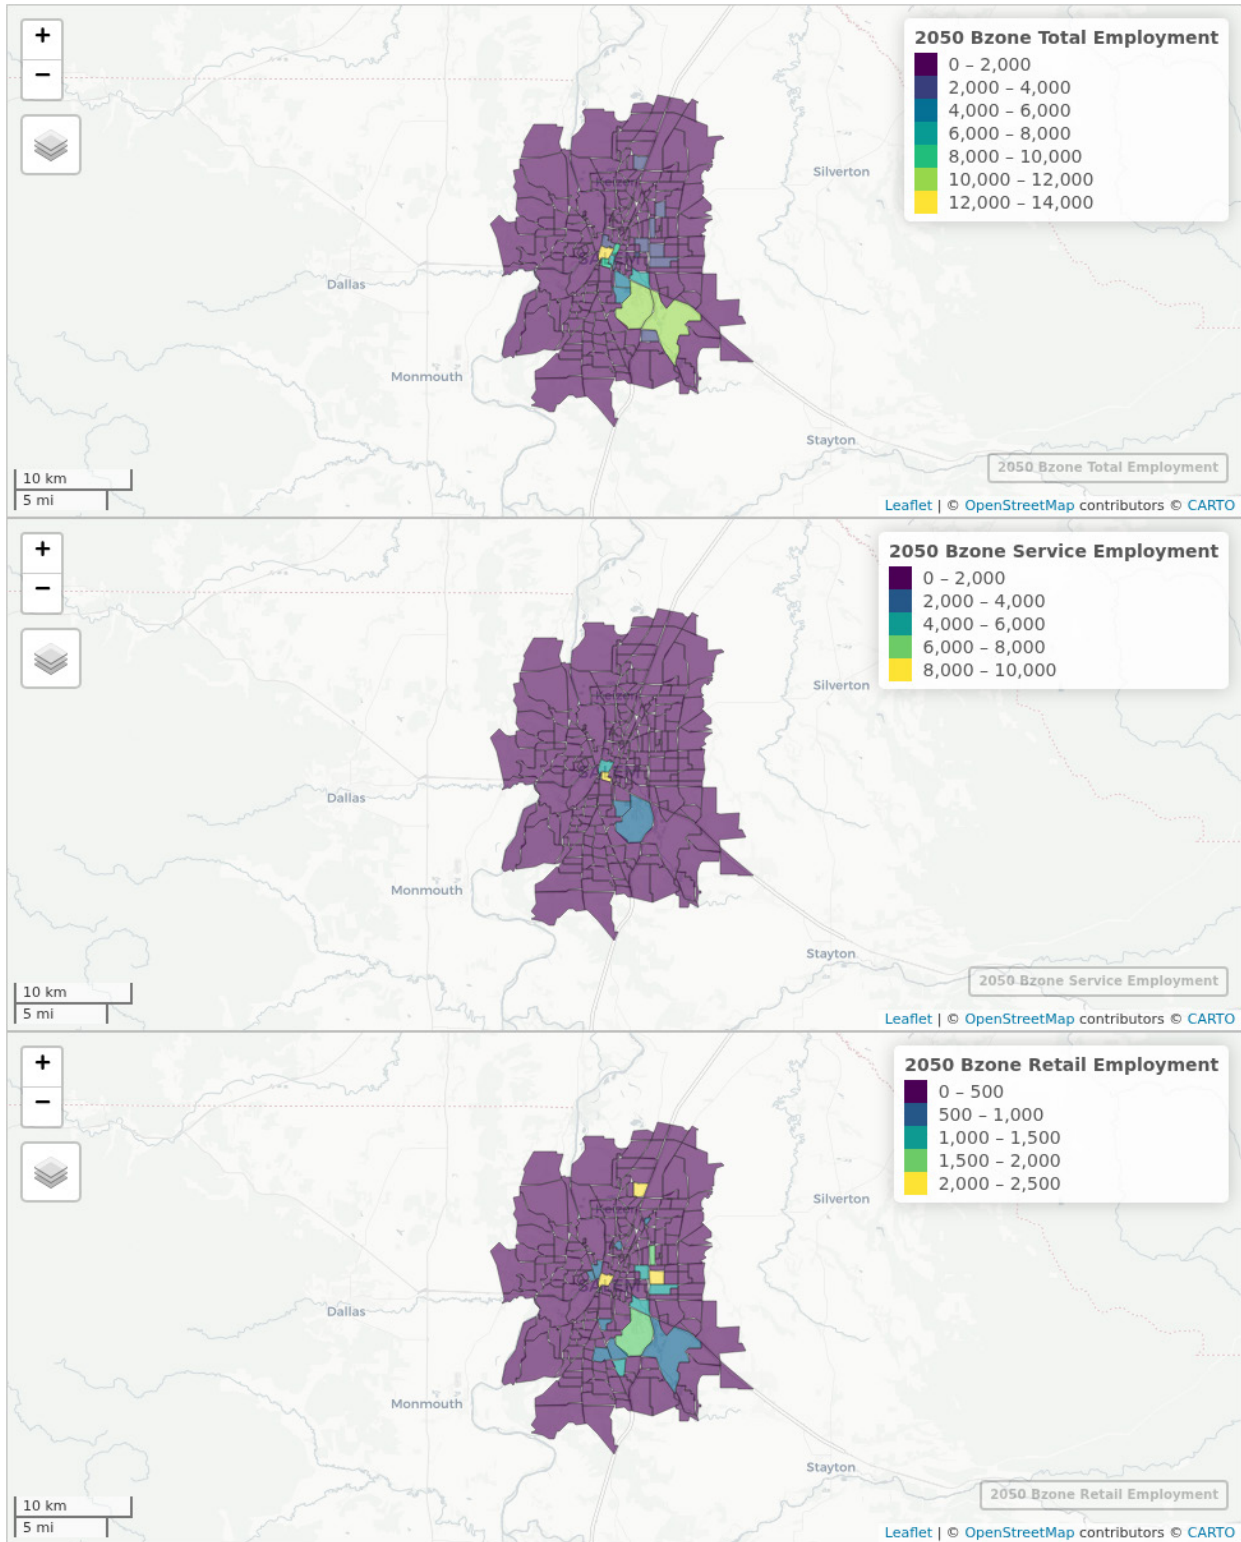 +
−
2050 Bzone Total Employment
0 – 2,000
2,000 – 4,000
4,000 – 6,000
6,000 – 8,000
8,000 – 10,000
10,000 – 12,000
12,000 – 14,000
Silverton
Keizer
SALEM
Dallas
Monmouth
Stayton
10 km
5 mi
2050 Bzone Total Employment
Leaflet | © OpenStreetMap contributors © CARTO
+
−
2050 Bzone Service Employment
0 – 2,000
2,000 – 4,000
4,000 – 6,000
6,000 – 8,000
8,000 – 10,000
Silverton
Keizer
SALEM
Dallas
Monmouth
Stayton
10 km
5 mi
2050 Bzone Service Employment
Leaflet | © OpenStreetMap contributors © CARTO
+
−
2050 Bzone Retail Employment
0 – 500
500 – 1,000
1,000 – 1,500
1,500 – 2,000
2,000 – 2,500
Silverton
Keizer
SALEM
Dallas
Monmouth
Stayton
10 km
5 mi
2050 Bzone Retail Employment
Leaflet | © OpenStreetMap contributors © CARTO